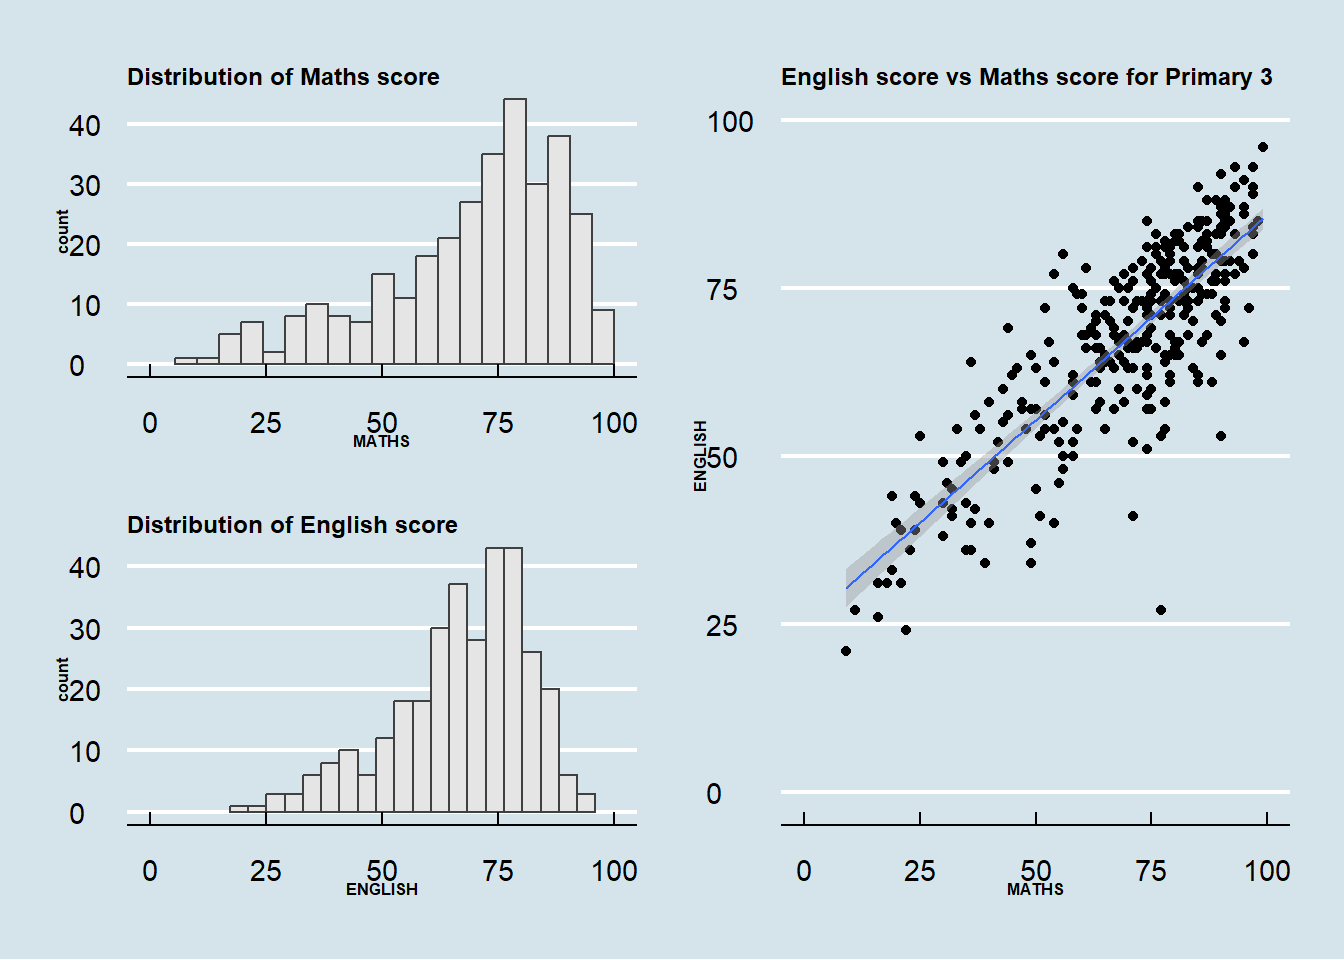 Distribution of Maths score
40
30
20
10
0
count
0 25 50 75 100
MATHS
Distribution of English score
40
30
20
10
0
count
0 25 50 75 100
ENGLISH
English score vs Maths score for Primary 3
100
75
50
25
0
ENGLISH
0 25 50 75 100
MATHS